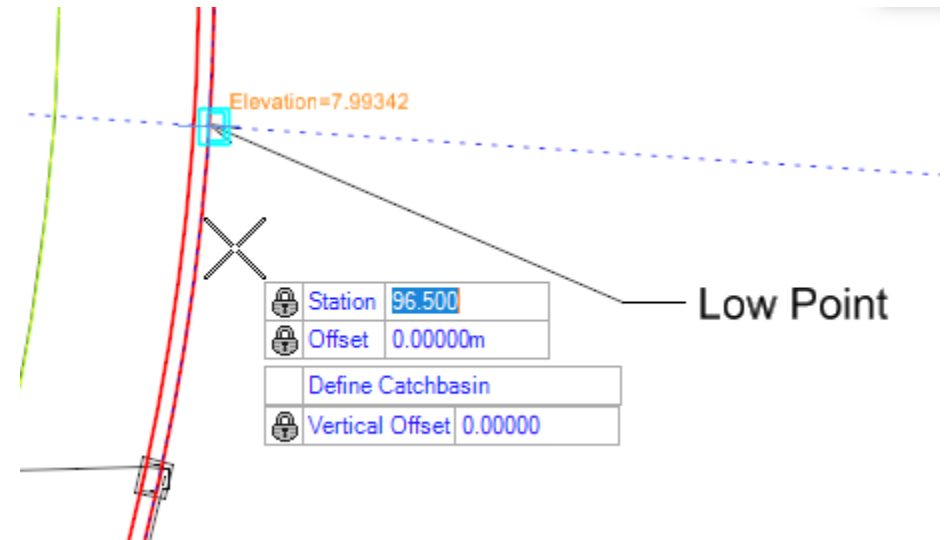 Elevation=7.99342
Station 96.500
Low Point
Offset 0.00000m
Define Catchbasin
Vertical Offset 0.00000